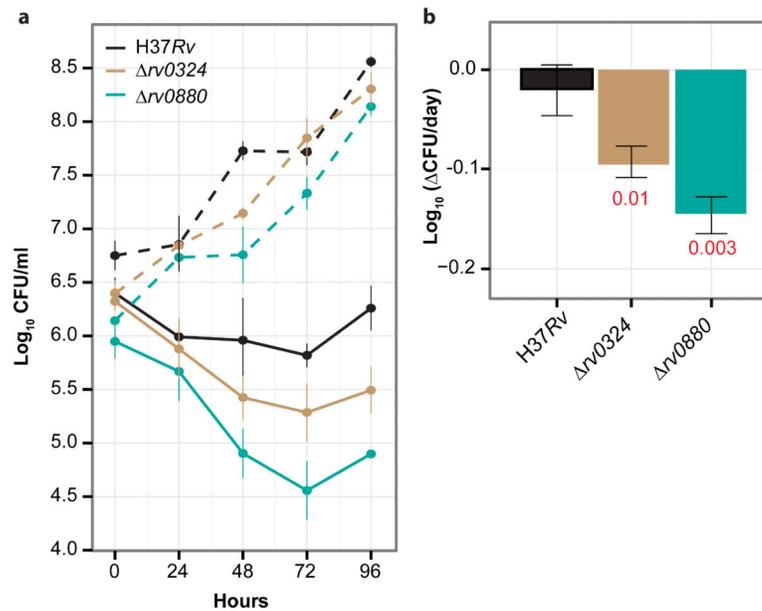 a
H37Rv
Δrv0324
Δrv0880
Log10 CFU/ml
8.5
8.0
7.5
7.0
6.5
6.0
5.5
5.0
4.5
4.0
0 24 48 72 96
Hours
b
Log10 (ΔCFU/day)
0.0
−0.1
−0.2
0.01
0.003
H37Rv
Δrv0324
Δrv0880